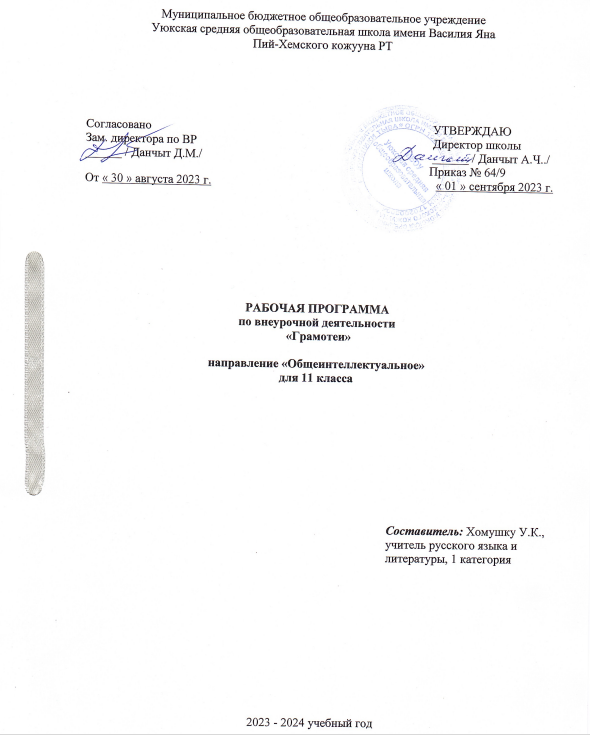 Муниципальное бюджетное общеобразовательное учреждение
Уюкская средняя общеобразовательная школа имени Василия Яна
Пий-Хемского кожууна РТ
Согласовано
Зам. директора по ВР
Данчыт Д.М./
От « 30 » августа 2023 г.
УТВЕРЖДАЮ
Директор школы
/ Данчыт А.Ч../
Приказ № 64/9
« 01 » сентября 2023 г.
РАБОЧАЯ ПРОГРАММА
по внеурочной деятельности
«Грамотеи»
направление «Общеинтеллектуальное»
для 11 класса
Составитель: Хомушку У.К.,
учитель русского языка и
литературы, 1 категория
2023 - 2024 учебный год